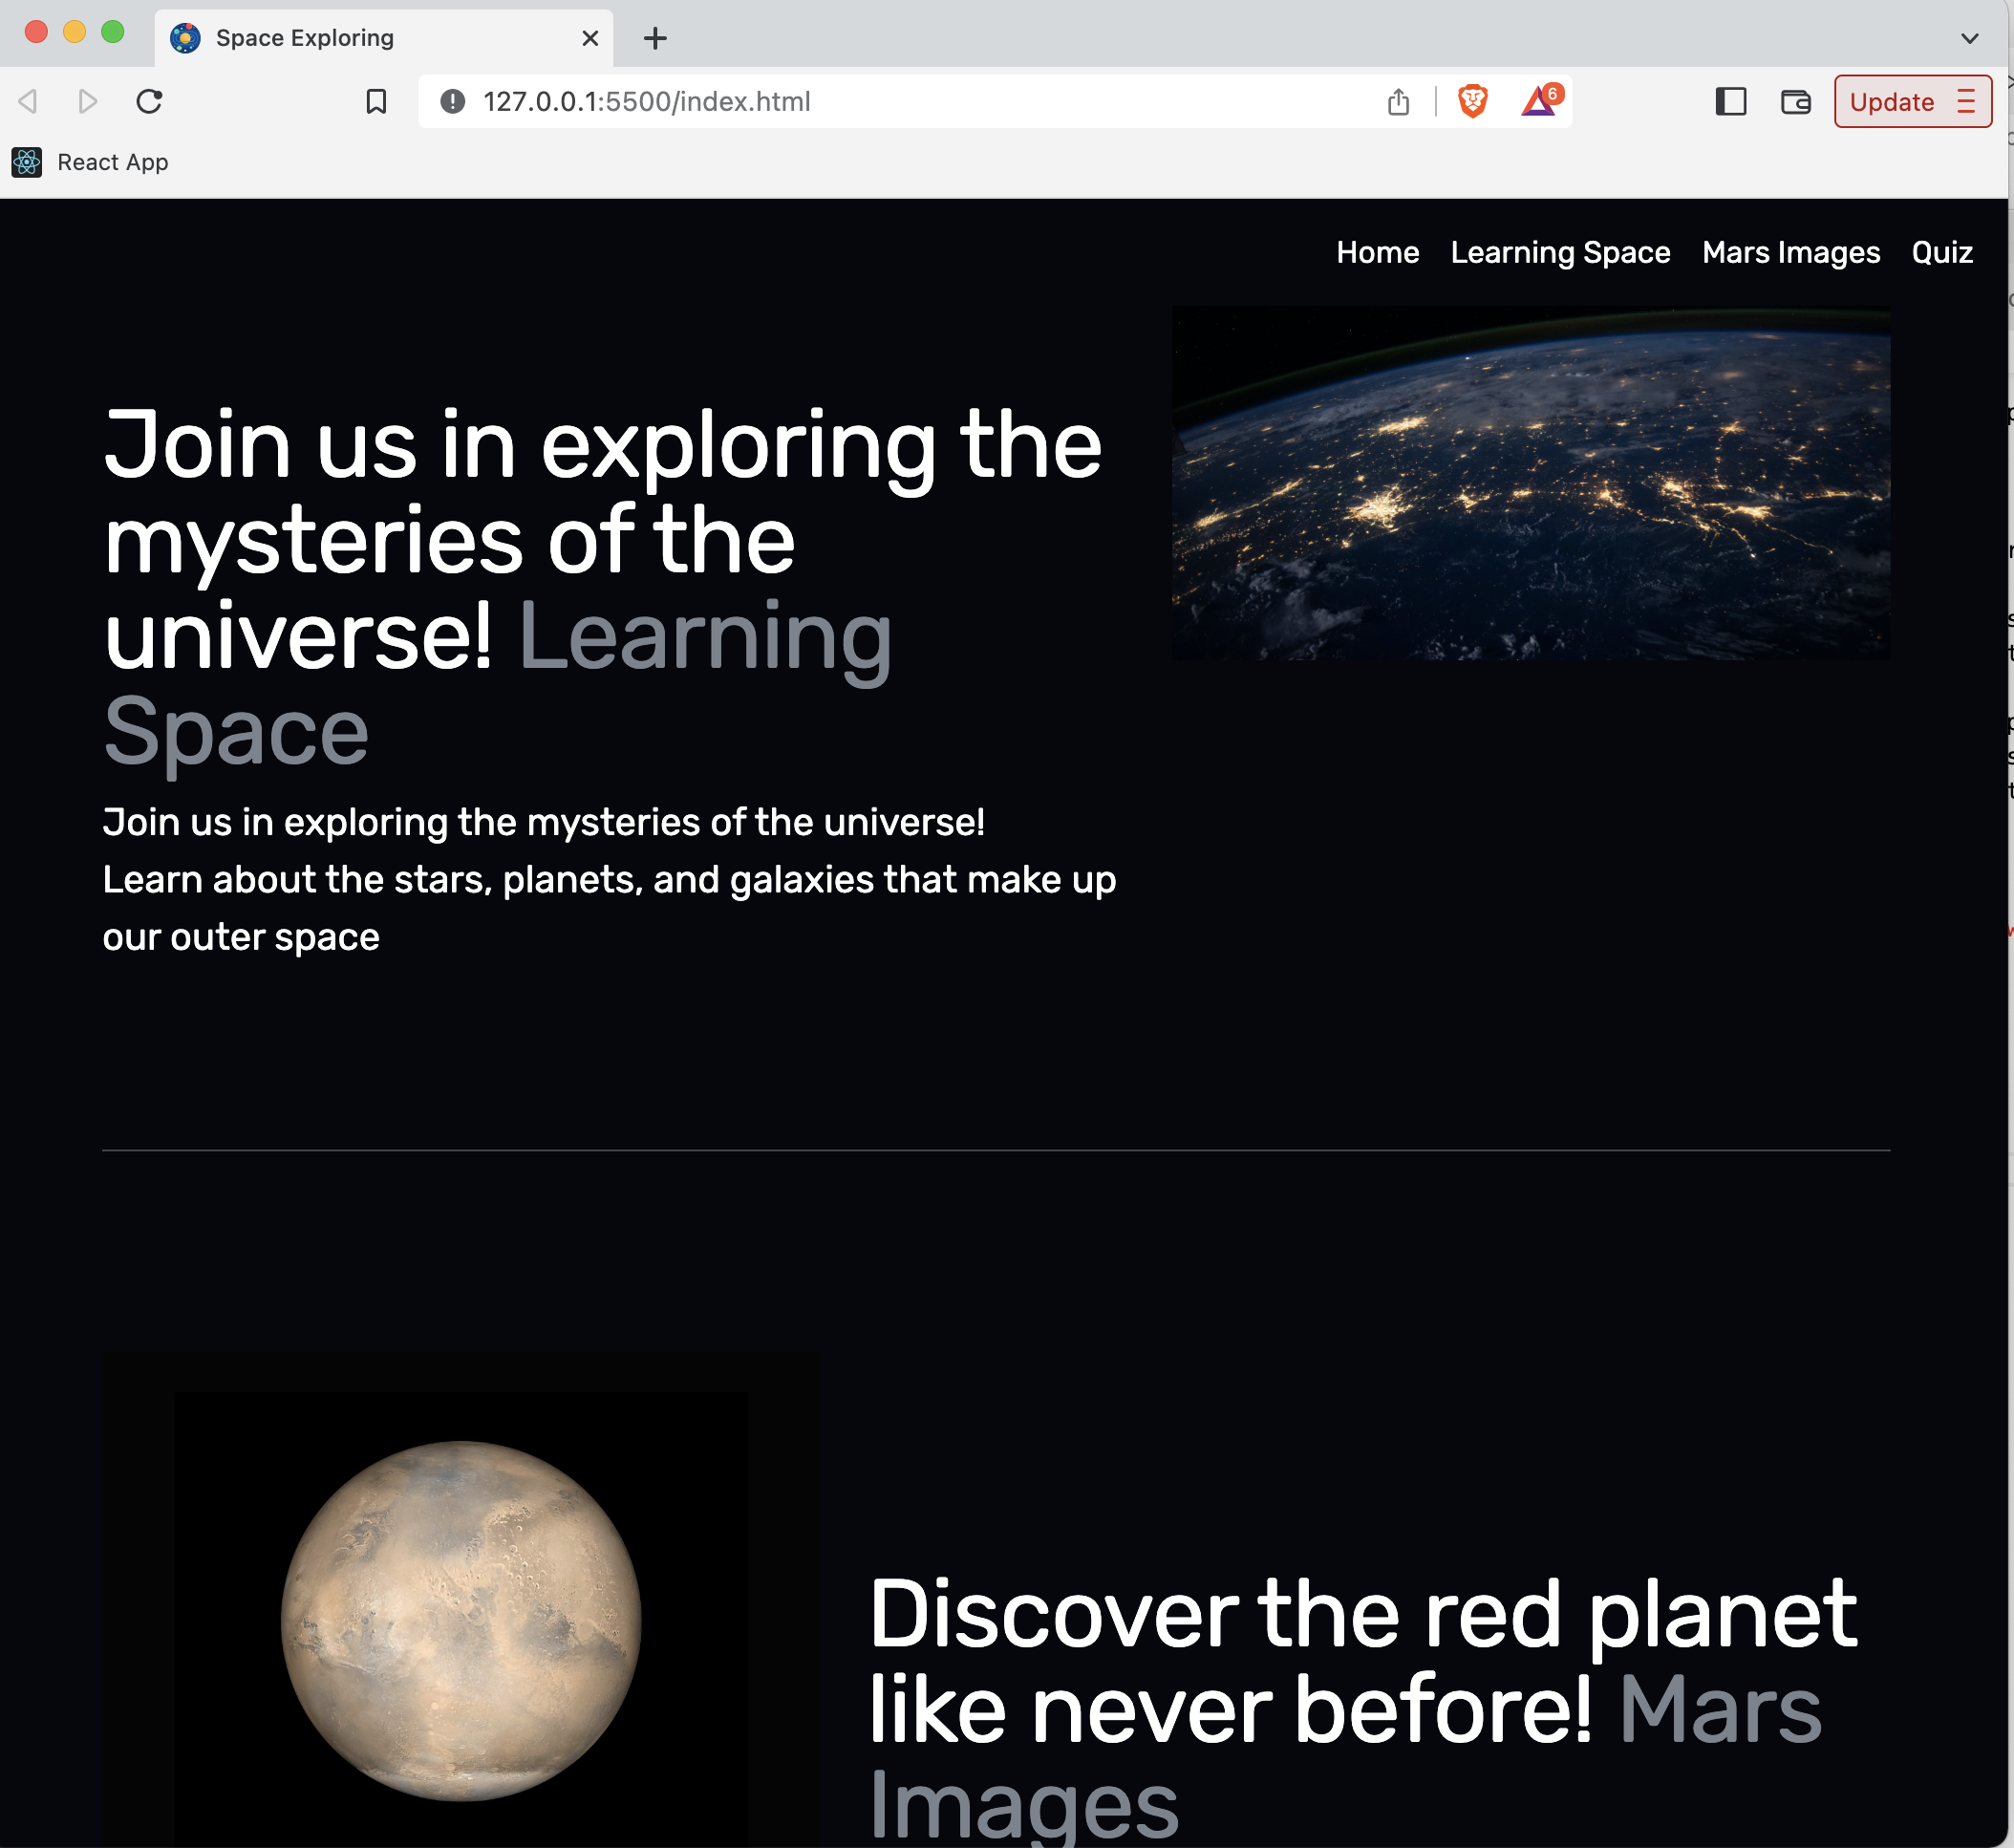 Space Exploring
127.0.0.1:5500/index.html
6
Update
React App
Home Learning Space Mars Images Quiz
Join us in exploring the
mysteries of the
universe! Learning
Space
Join us in exploring the mysteries of the universe!
Learn about the stars, planets, and galaxies that make up
our outer space
Discover the red planet
like never before! Mars
Images